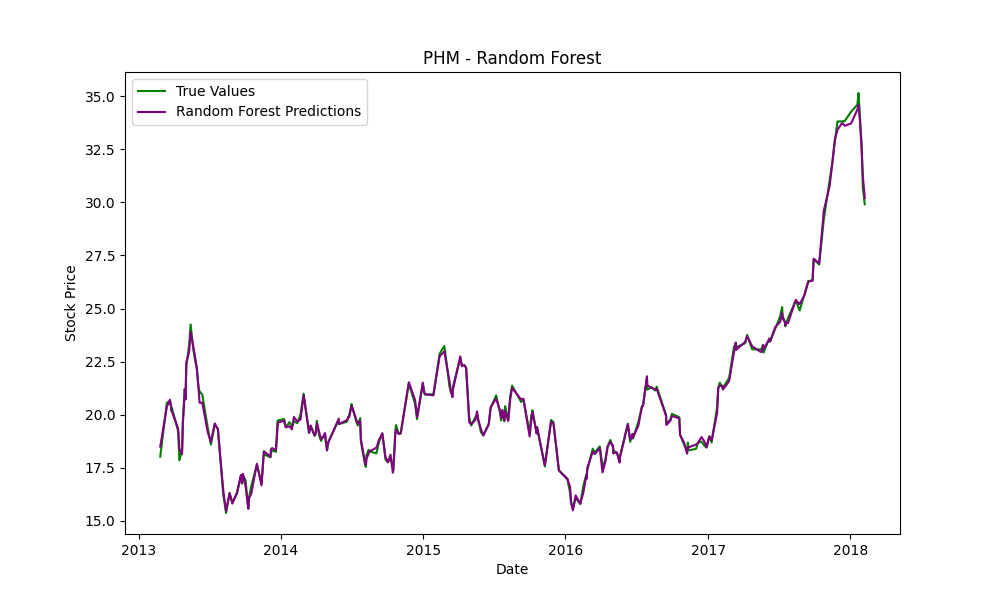 PHM - Random Forest
True Values
Random Forest Predictions
35.0
32.5
30.0
27.5
25.0
22.5
20.0
17.5
15.0
Stock Price
2013 2014 2015 2016 2017 2018
Date